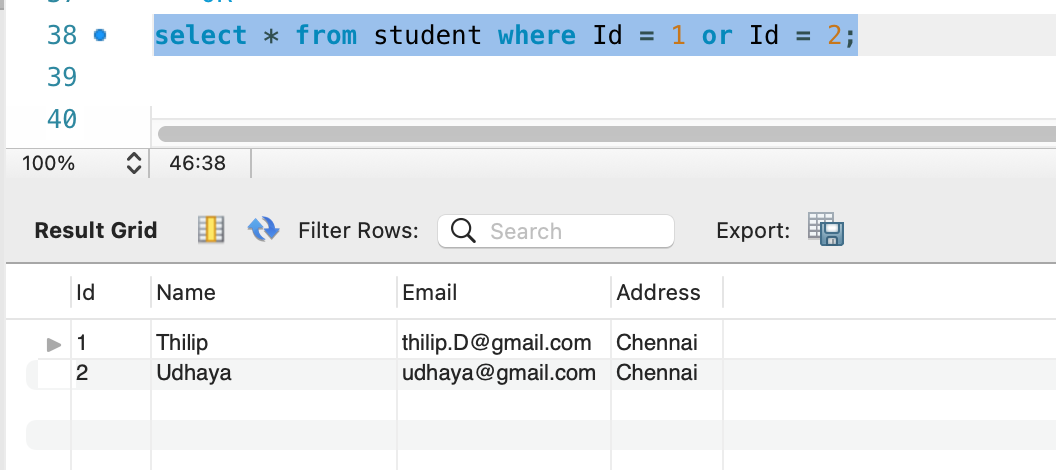 38 select * from student where Id = 1 or Id = 2;
39
40
100% 46:38
Result Grid Filter Rows: Search Export:
Id Name Email Address
1 Thilip thilip.D@gmail.com Chennai
2 Udhaya udhaya@gmail.com Chennai